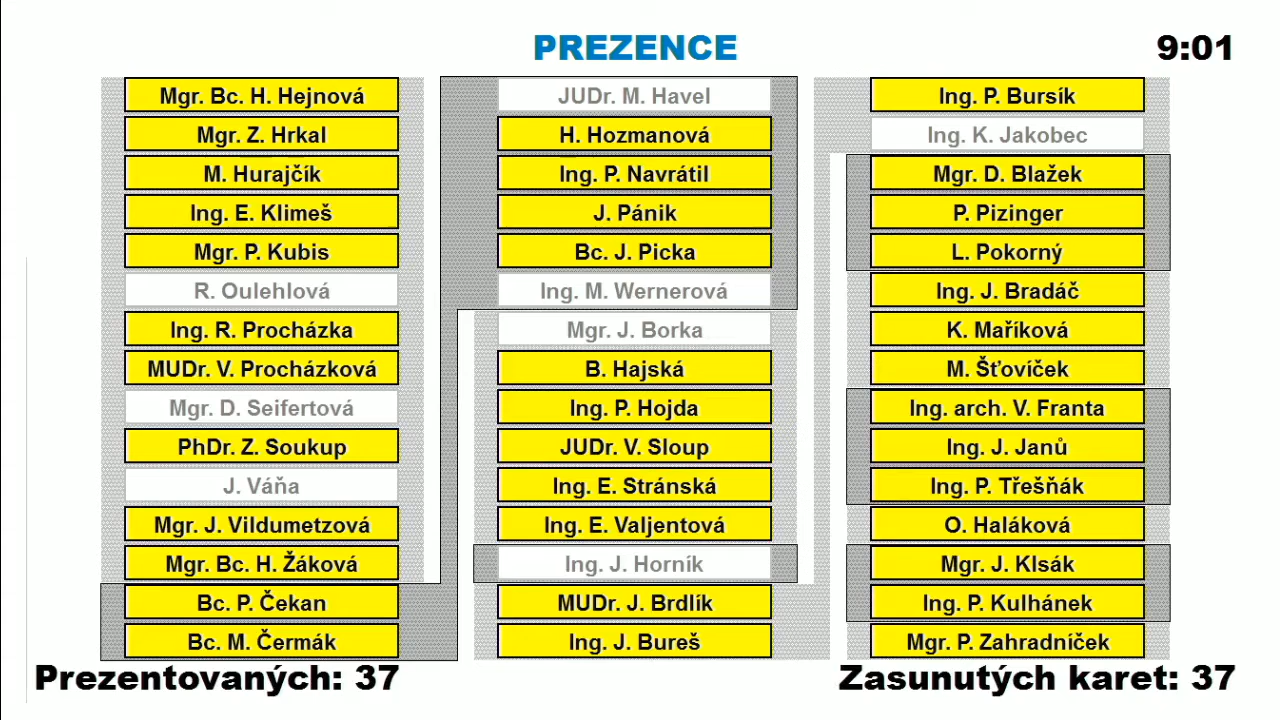 PREZENCE
9:01
Mgr. Bc. H. Hejnová
Mgr. Z. Hrkal
M. Hurajčík
Ing. E. Klimeš
Mgr. P. Kubis
R. Oulehlová
Ing. R. Procházka
MUDr. V. Procházková
Mgr. D. Seifertová
PhDr. Z. Soukup
J. Váňa
Mgr. J. Vildumetzová
Mgr. Bc. H. Žáková
Bc. P. Čekan
Bc. M. Čermák
JUDr. M. Havel
H. Hozmanová
Ing. P. Navrátil
J. Pánik
Bc. J. Picka
Ing. M. Wernerová
Mgr. J. Borka
B. Hajská
Ing. P. Hojda
JUDr. V. Sloup
Ing. E. Stránská
Ing. E. Valjentová
Ing. J. Horník
MUDr. J. Brdlík
Ing. J. Bureš
Ing. P. Bursík
Ing. K. Jakobec
Mgr. D. Blažek
P. Pizinger
L. Pokorný
Ing. J. Bradáč
K. Maříková
M. Šťovíček
Ing. arch. V. Franta
Ing. J. Janů
Ing. P. Třešňák
O. Haláková
Mgr. J. Klsák
Ing. P. Kulhánek
Mgr. P. Zahradníček
Prezentovaných: 37
Zasunutých karet: 37